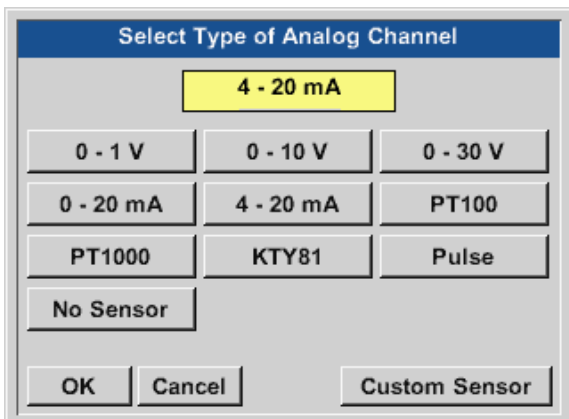 Select Type of Analog Channel
4 - 20 mA
0 - 1 V 0 - 10 V 0 - 30 V
0 - 20 mA 4 - 20 mA PT100
PT1000 KTY81 Pulse
No Sensor
OK Cancel Custom Sensor